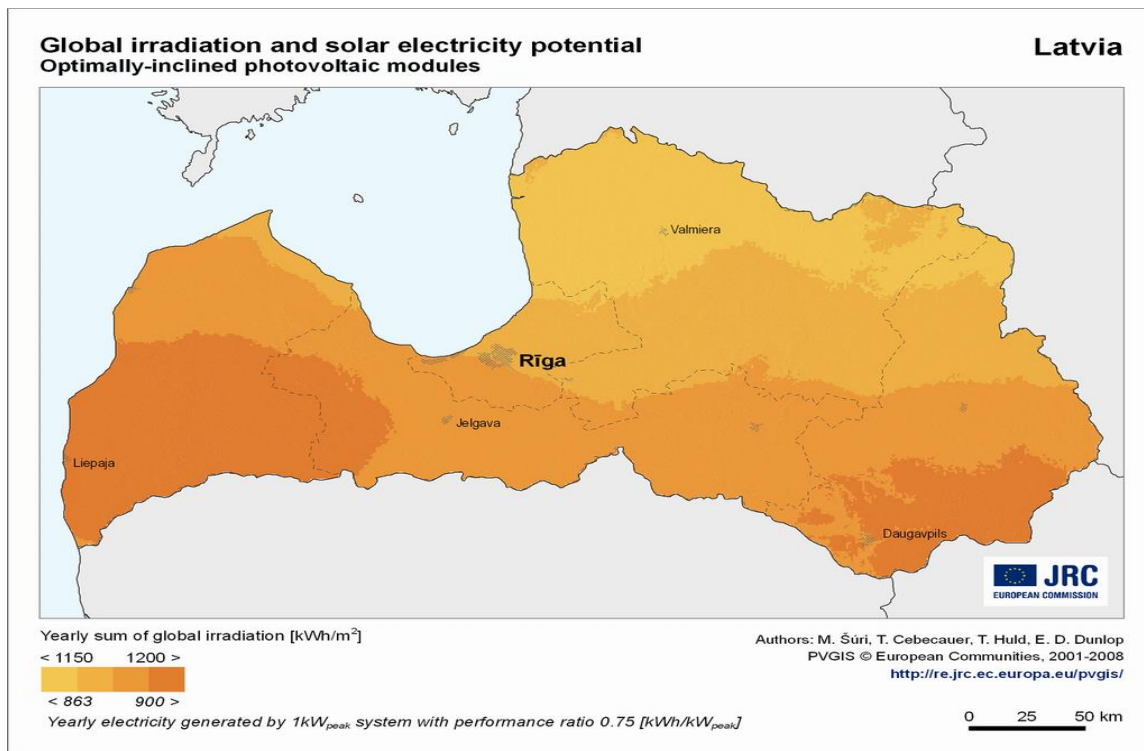 Global irradiation and solar electricity potential
Optimally-inclined photovoltaic modules
Latvia
Valmiera
Rīga
Jelgava
Liepaja
Daugavpils
JRC
EUROPEAN COMMISSION
Yearly sum of global irradiation [kWh/m²]
< 1150 1200 >
< 863 900 >
Yearly electricity generated by 1kWpeak system with performance ratio 0.75 [kWh/kWpeak]
Authors: M. Šúri, T. Cebecauer, T. Huld, E. D. Dunlop
PVGIS © European Communities, 2001-2008
http://re.jrc.ec.europa.eu/pvgis/
0 25 50 km